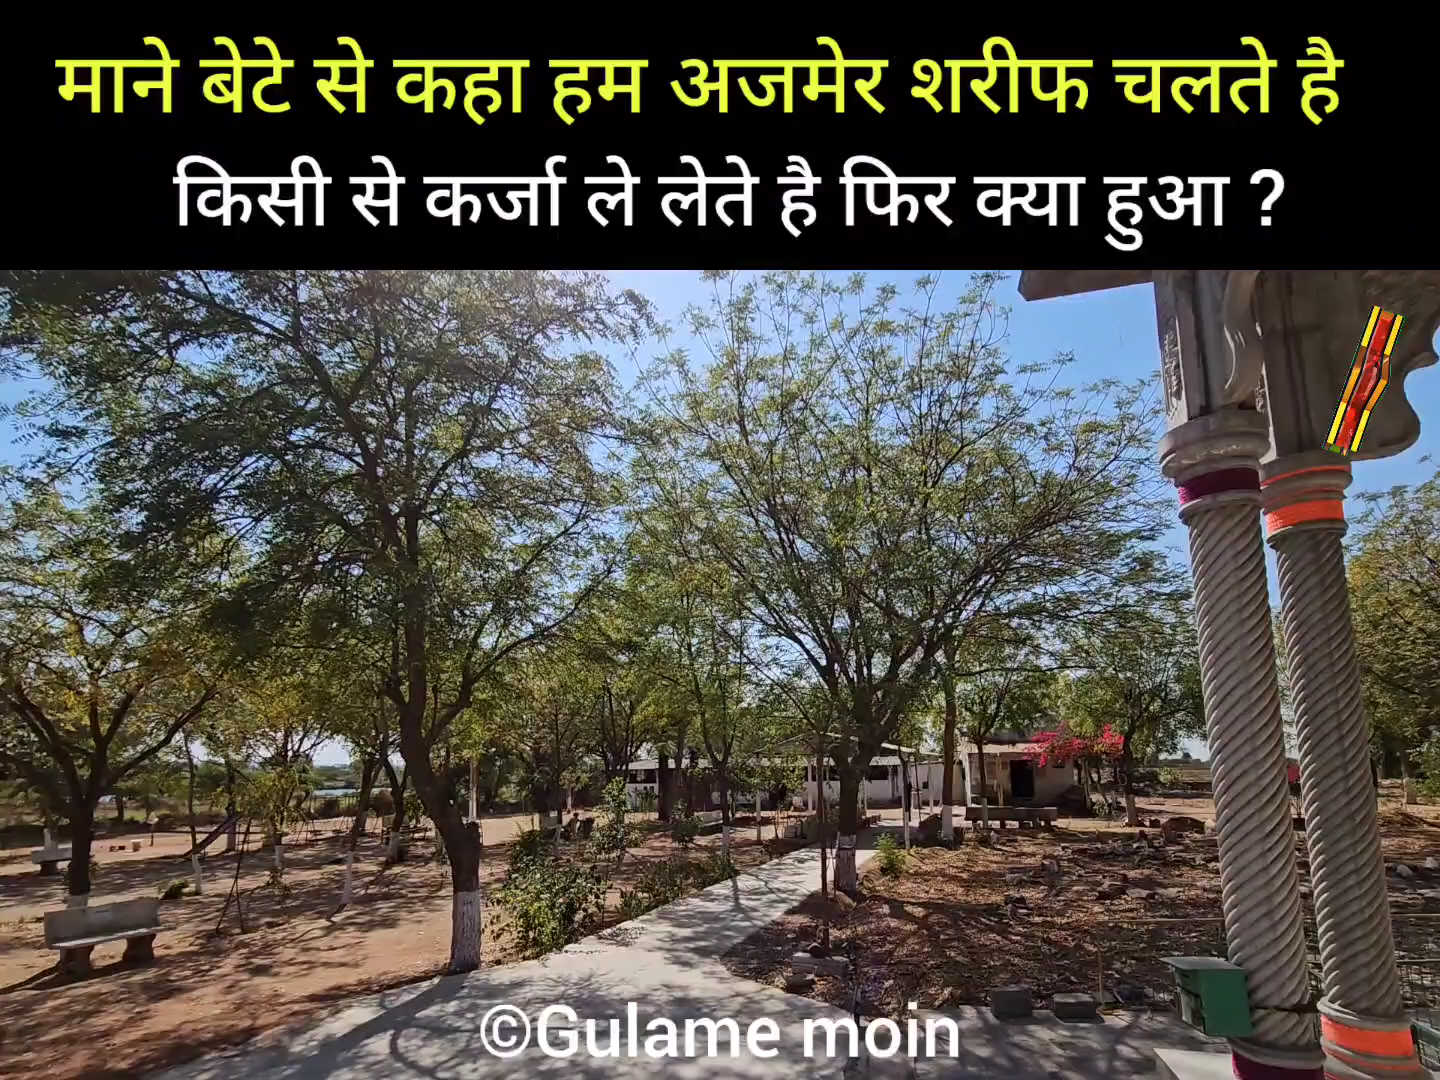 माने बेटे से कहा हम अजमेर शरीफ चलते है
किसी से कर्जा ले लेते है फिर क्या हुआ ?
©Gulame moin